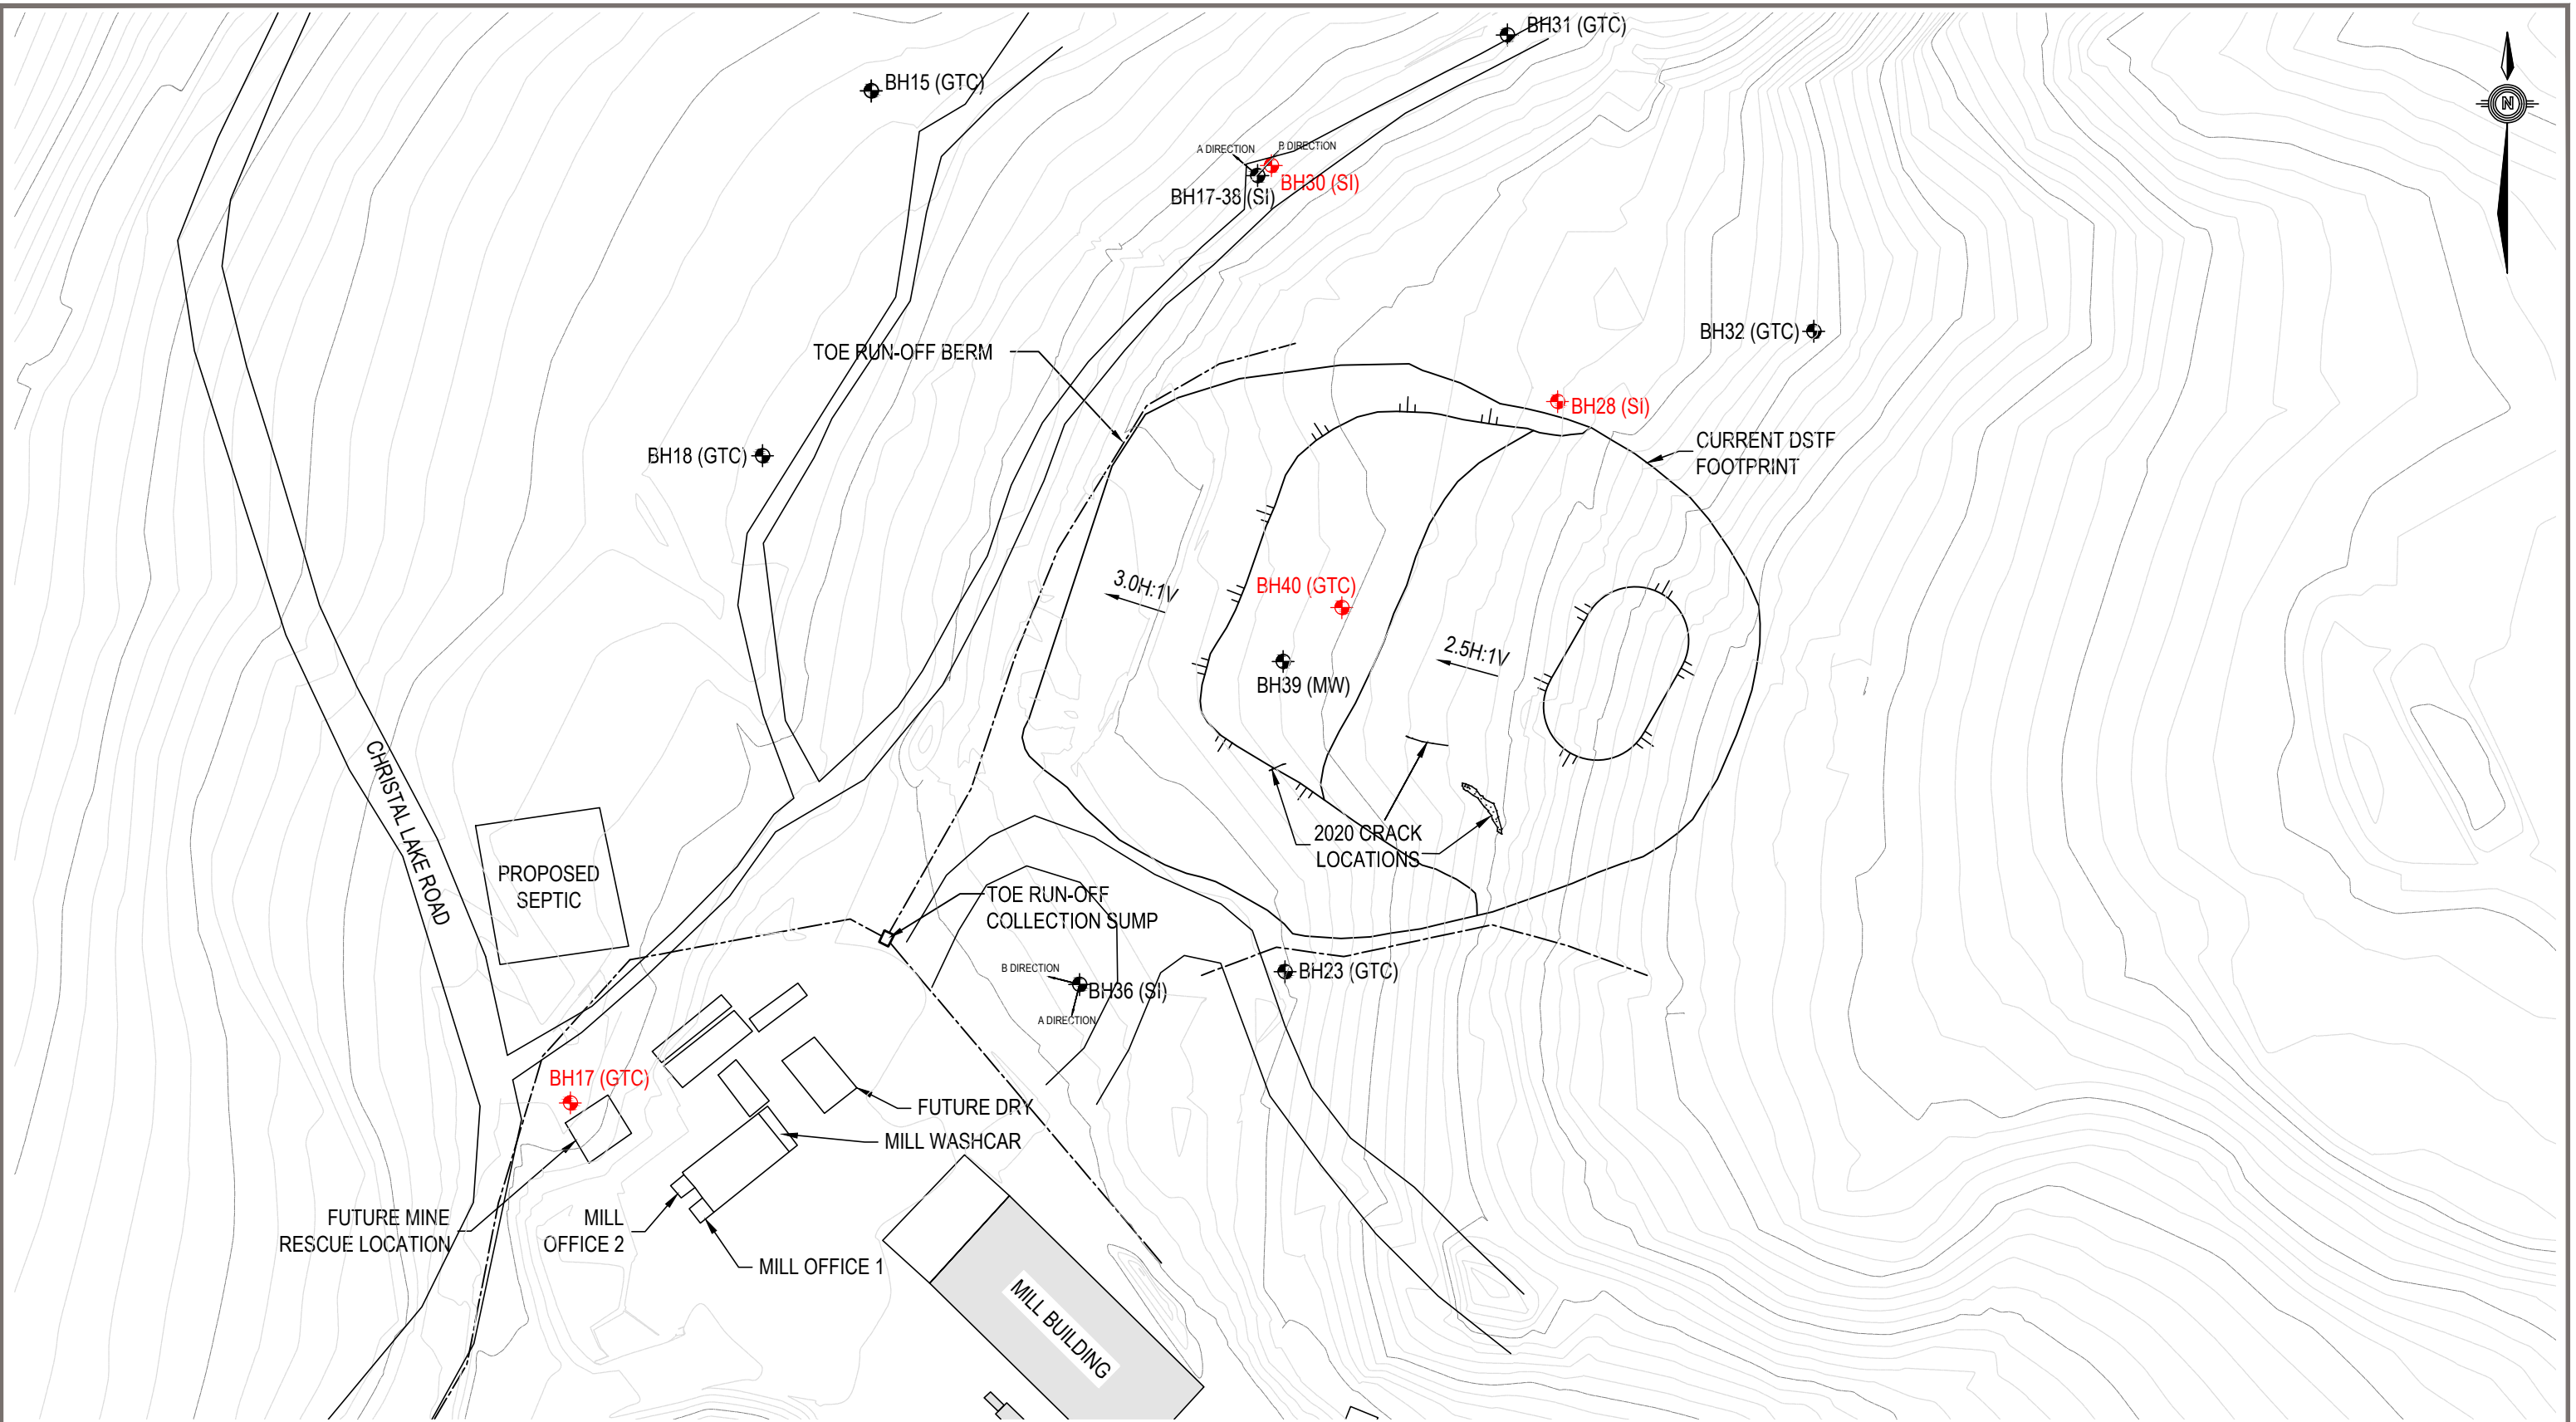 BH31 (GTC)
BH15 (GTC)
N
A DIRECTION
B DIRECTION
BH30 (SI)
BH17-38 (SI)
BH32 (GTC)
TOE RUN-OFF BERM
BH28 (SI)
CURRENT DSTF
FOOTPRINT
BH18 (GTC)
3.0H:1V
BH40 (GTC)
2.5H:1V
BH39 (MW)
CHRISTAL LAKE ROAD
2020 CRACK
LOCATIONS
PROPOSED
SEPTIC
TOE RUN-OFF
COLLECTION SUMP
B DIRECTION
BH36 (SI)
A DIRECTION
BH23 (GTC)
BH17 (GTC)
FUTURE DRY
MILL WASHCAR
FUTURE MINE
RESCUE LOCATION
MILL
OFFICE 2
MILL OFFICE 1
MILL BUILDING